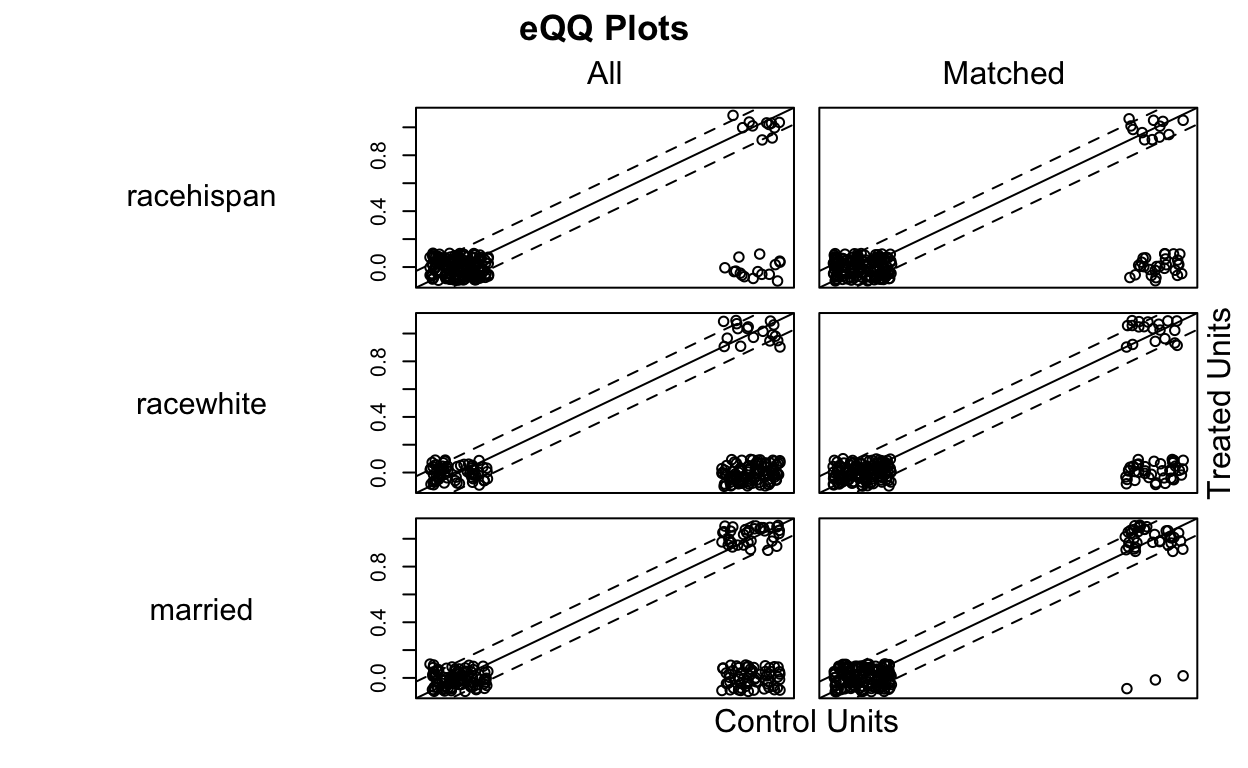 eQQ Plots
All Matched
racehispan
0.0 0.4 0.8
racewhite
0.0 0.4 0.8
married
0.0 0.4 0.8
Treated Units
Control Units